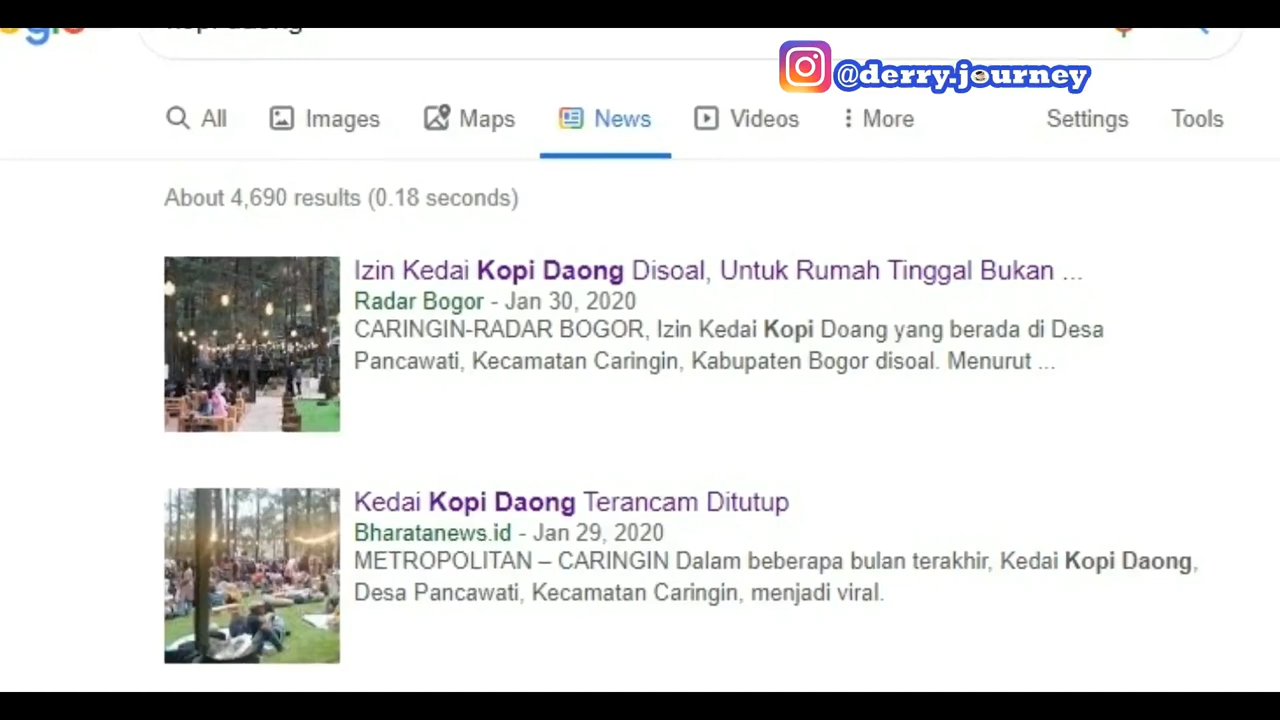 @derry.journey
All Images Maps News Videos More Settings Tools
About 4,690 results (0.18 seconds)
Izin Kedai Kopi Daong Disoal, Untuk Rumah Tinggal Bukan ...
Radar Bogor - Jan 30, 2020
CARINGIN-RADAR BOGOR, Izin Kedai Kopi Doang yang berada di Desa
Pancawati, Kecamatan Caringin, Kabupaten Bogor disoal. Menurut ...
Kedai Kopi Daong Terancam Ditutup
Bharatanews.id - Jan 29, 2020
METROPOLITAN – CARINGIN Dalam beberapa bulan terakhir, Kedai Kopi Daong,
Desa Pancawati, Kecamatan Caringin, menjadi viral.